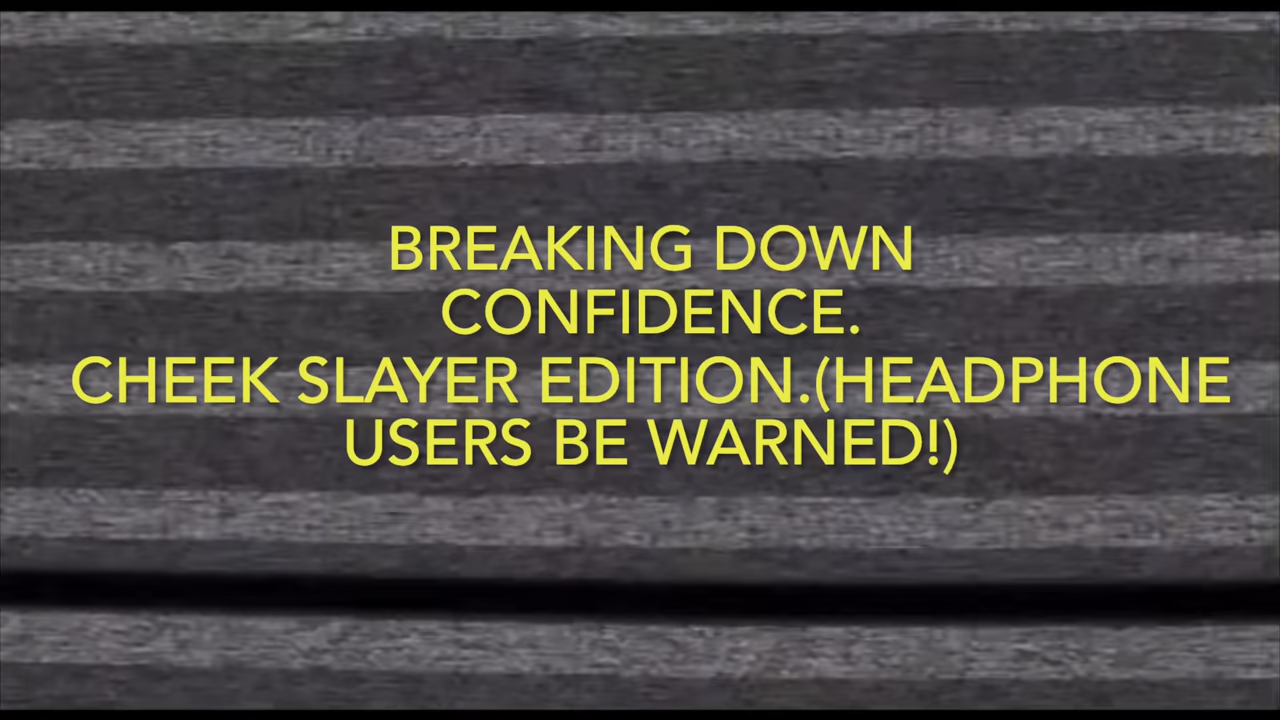 BREAKING DOWN
CONFIDENCE.
CHEEK SLAYER EDITION.(HEADPHONE
USERS BE WARNED!)